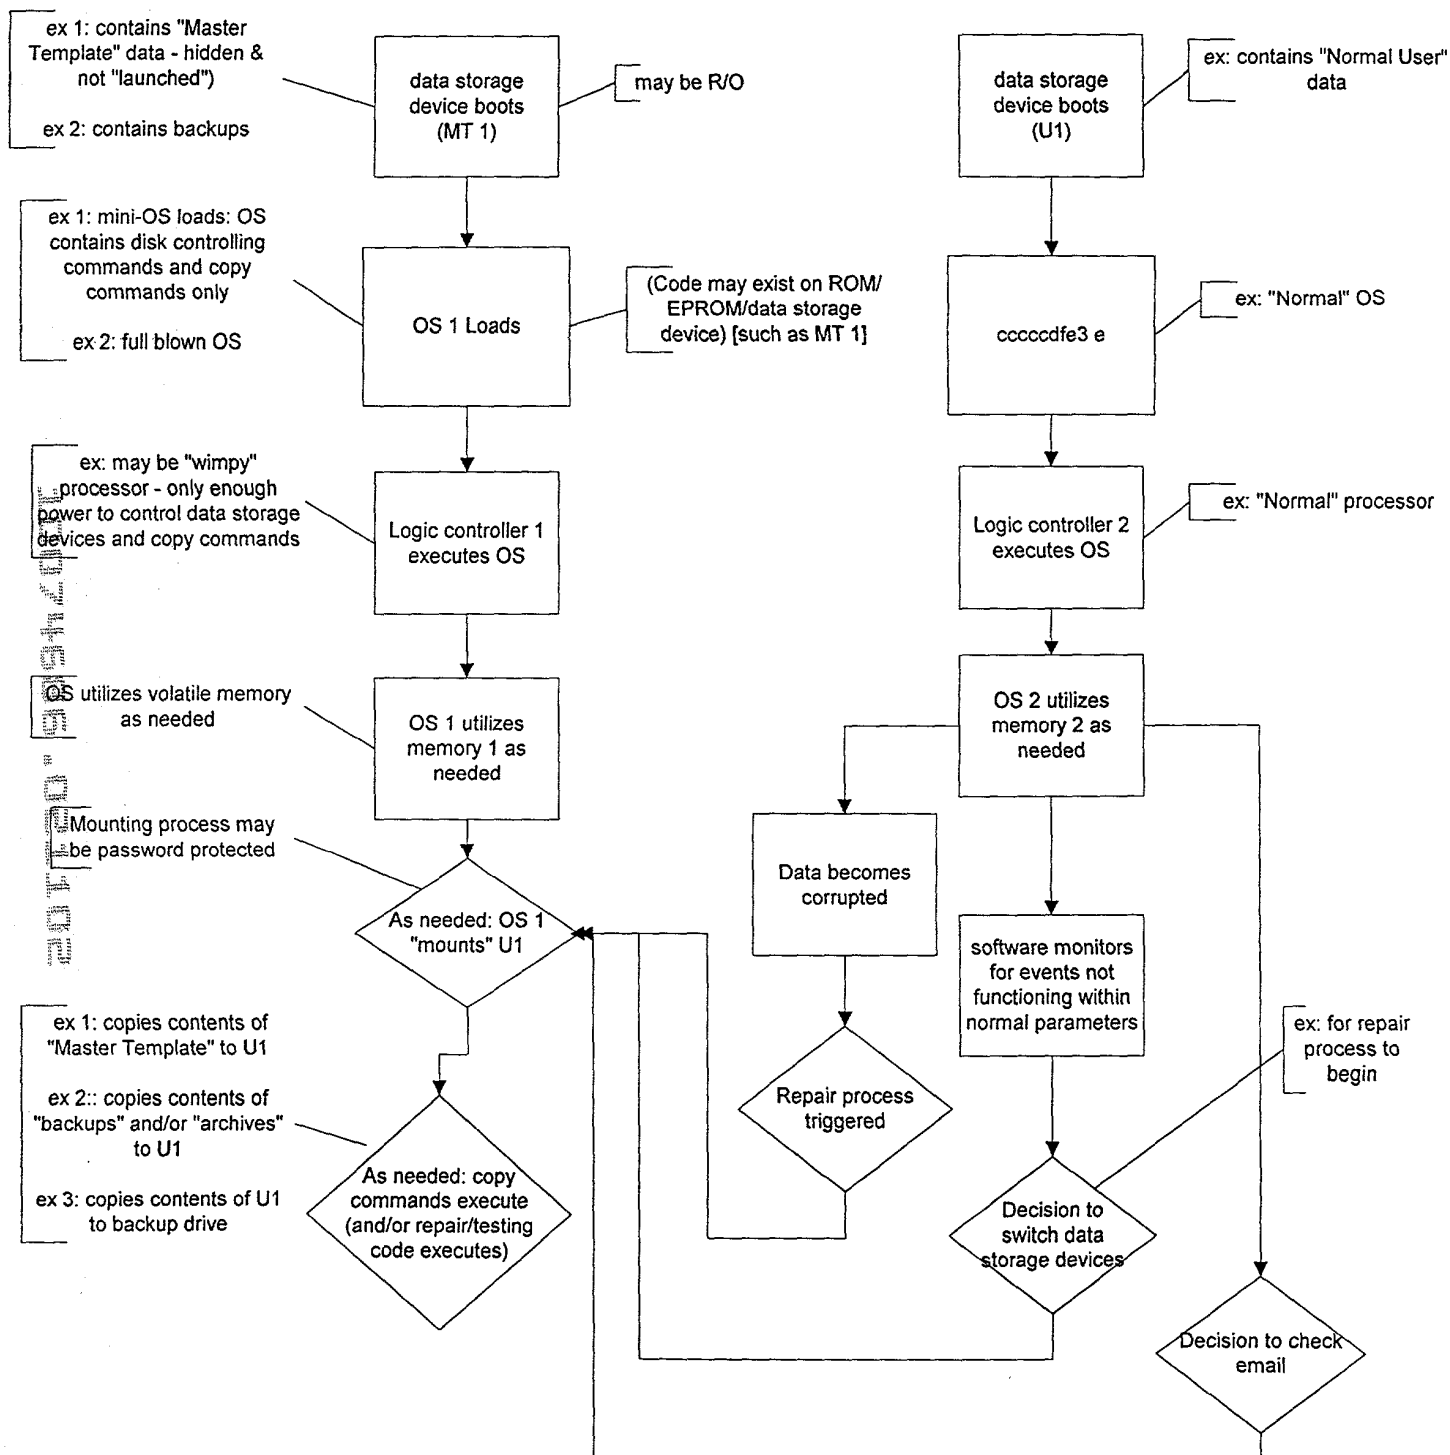 ex 1: contains "Master
Template" data - hidden &
not "launched")
ex 2: contains backups
data storage
device boots
(MT 1)
may be R/O
data storage
device boots
(U1)
ex: contains "Normal User"
data
ex 1: mini-OS loads: OS
contains disk controlling
commands and copy
commands only
ex 2: full blown OS
OS 1 Loads
(Code may exist on ROM/
EPROM/data storage
device) [such as MT 1]
cccccdfe3 e
ex: "Normal" OS
ex: may be "wimpy"
processor - only enough
power to control data storage
devices and copy commands
Logic controller 1
executes OS
Logic controller 2
executes OS
ex: "Normal" processor
OS utilizes volatile memory
as needed
OS 1 utilizes
memory 1 as
needed
OS 2 utilizes
memory 2 as
needed
Mounting process may
be password protected
As needed: OS 1
"mounts" U1
Data becomes
corrupted
software monitors
for events not
functioning within
normal parameters
ex 1: copies contents of
"Master Template" to U1
ex 2:: copies contents of
"backups" and/or "archives"
to U1
ex 3: copies contents of U1
to backup drive
As needed: copy
commands execute
(and/or repair/testing
code executes)
Repair process
triggered
Decision to
switch data
storage devices
ex: for repair
process to
begin
Decision to check
email